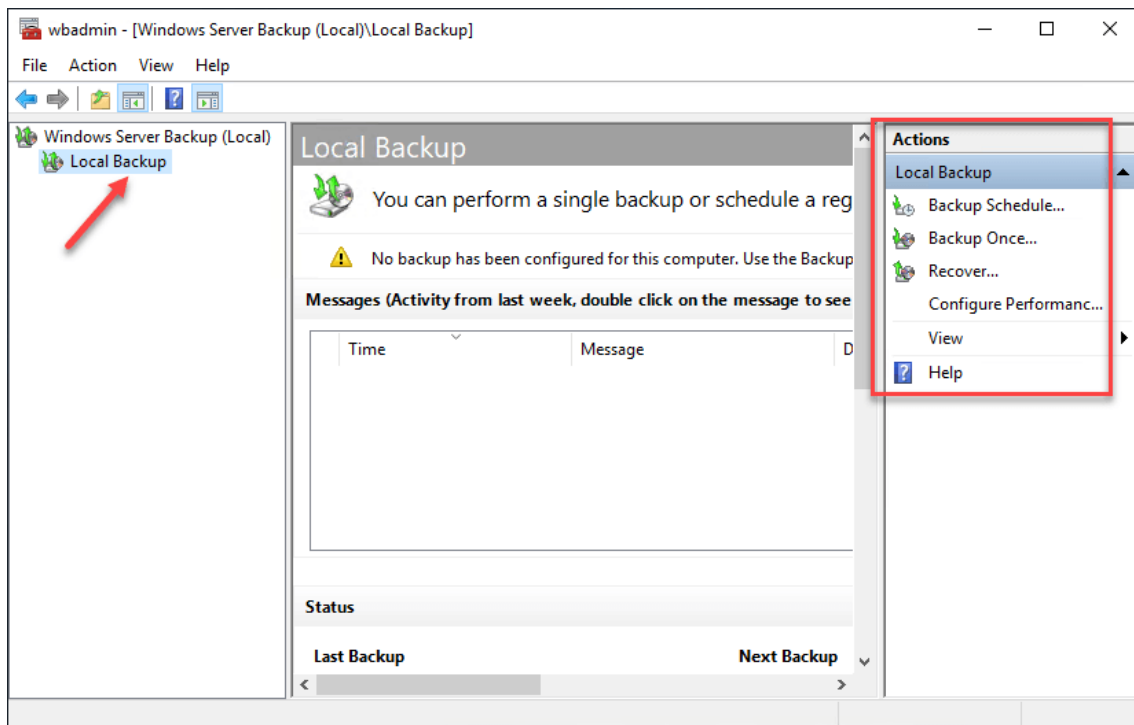 wbadmin - [Windows Server Backup (Local)\Local Backup]
File Action View Help
Windows Server Backup (Local)
Local Backup
Local Backup
You can perform a single backup or schedule a reg
No backup has been configured for this computer. Use the Backup
Messages (Activity from last week, double click on the message to see
Time Message D
Status
Last Backup Next Backup
Actions
Local Backup
Backup Schedule...
Backup Once...
Recover...
Configure Performanc...
View
Help